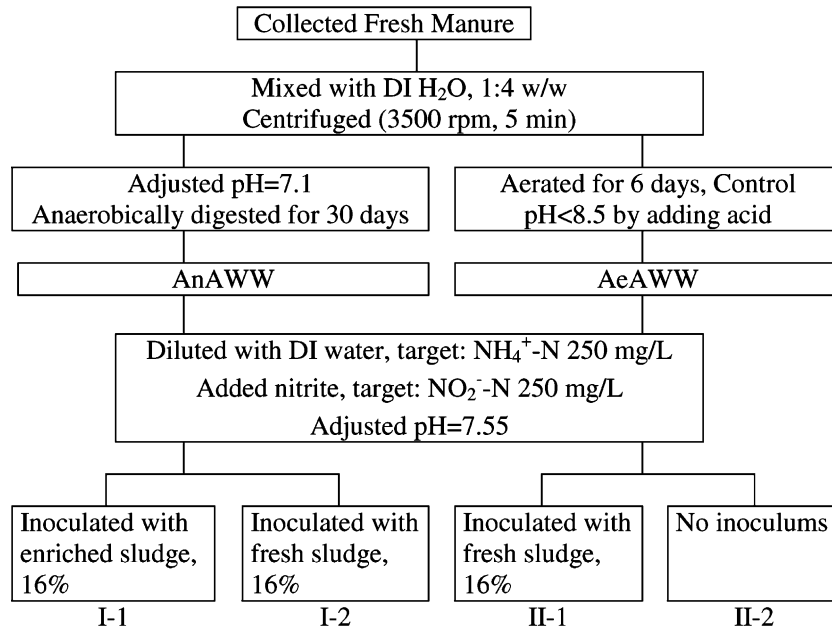 Collected Fresh Manure
Mixed with DI H₂O, 1:4 w/w
Centrifuged (3500 rpm, 5 min)
Adjusted pH=7.1
Anaerobically digested for 30 days
Aerated for 6 days, Control
pH<8.5 by adding acid
AnAWW
AeAWW
Diluted with DI water, target: NH₄⁺-N 250 mg/L
Added nitrite, target: NO₂⁻-N 250 mg/L
Adjusted pH=7.55
Inoculated with
enriched sludge,
16%
I-1
Inoculated with
fresh sludge,
16%
I-2
Inoculated with
fresh sludge,
16%
II-1
No inoculums
II-2